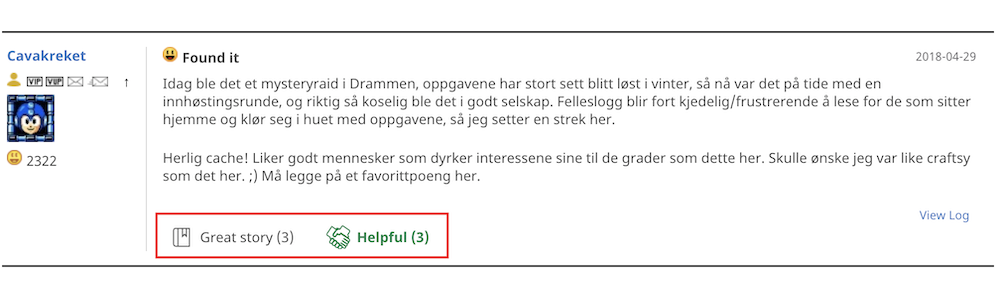 Cavakreket
Found it
2018-04-29
VIP VIP
↑
Idag ble det et mysteryraid i Drammen, oppgavene har stort sett blitt løst i vinter, så nå var det på tide med en
innhøstingsrunde, og riktig så koselig ble det i godt selskap. Felleslogg blir fort kjedelig/frustrerende å lese for de som sitter
hjemme og klør seg i huet med oppgavene, så jeg setter en strek her.
2322
Herlig cache! Liker godt mennesker som dyrker interessene sine til de grader som dette her. Skulle ønske jeg var like craftsy
som det her. ;) Må legge på et favorittpoeng her.
View Log
Great story (3)
Helpful (3)